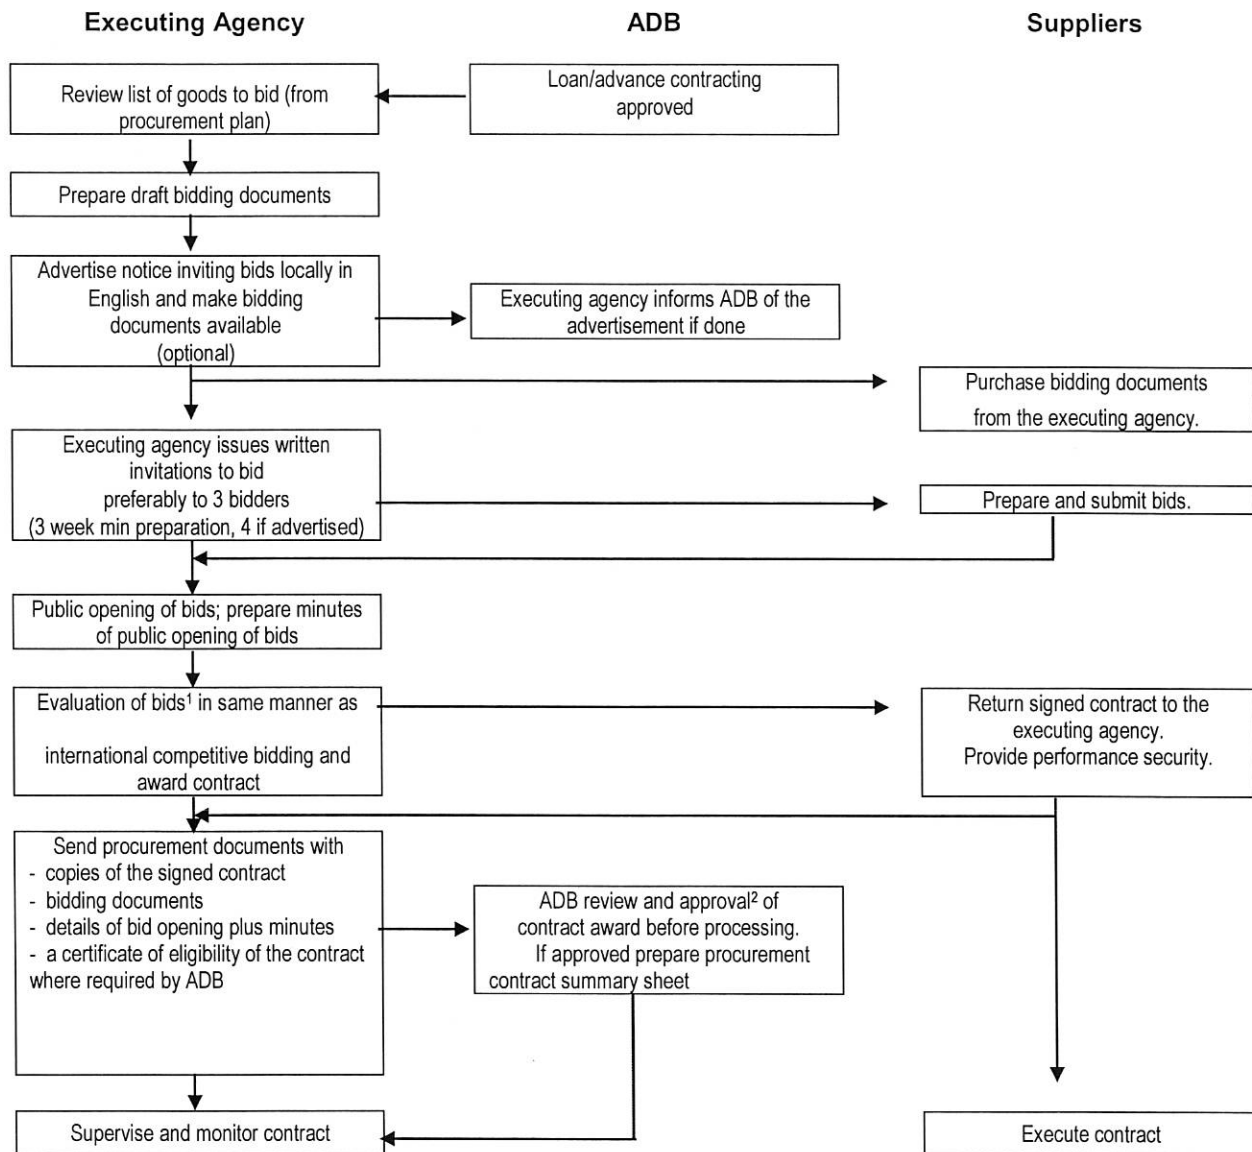 Executing Agency
ADB
Suppliers
Review list of goods to bid (from
procurement plan)
Loan/advance contracting
approved
Prepare draft bidding documents
Advertise notice inviting bids locally in
English and make bidding
documents available
(optional)
Executing agency informs ADB of the
advertisement if done
Purchase bidding documents
from the executing agency.
Executing agency issues written
invitations to bid
preferably to 3 bidders
(3 week min preparation, 4 if advertised)
Prepare and submit bids.
Public opening of bids; prepare minutes
of public opening of bids
Evaluation of bids¹ in same manner as
international competitive bidding and
award contract
Return signed contract to the
executing agency.
Provide performance security.
Send procurement documents with
- copies of the signed contract
- bidding documents
- details of bid opening plus minutes
- a certificate of eligibility of the contract
where required by ADB
ADB review and approval² of
contract award before processing.
If approved prepare procurement
contract summary sheet
Supervise and monitor contract
Execute contract